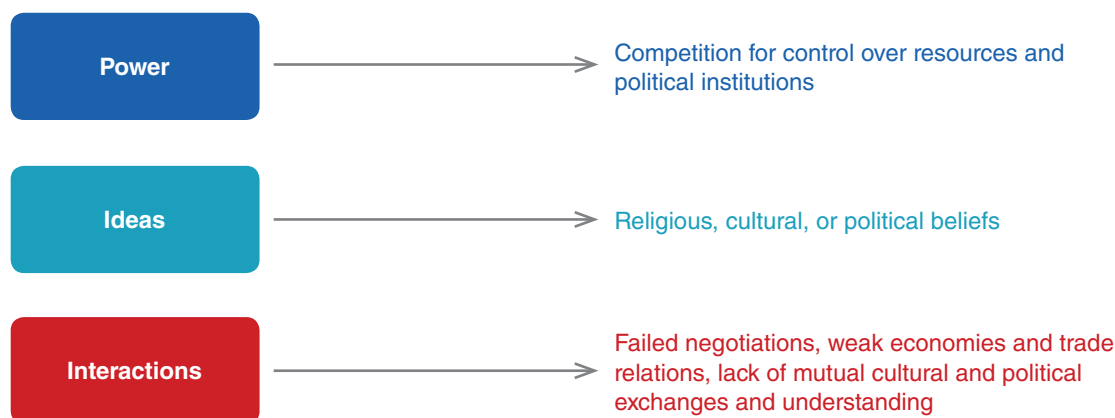 Power
Competition for control over resources and
political institutions
Ideas
Religious, cultural, or political beliefs
Interactions
Failed negotiations, weak economies and trade
relations, lack of mutual cultural and political
exchanges and understanding